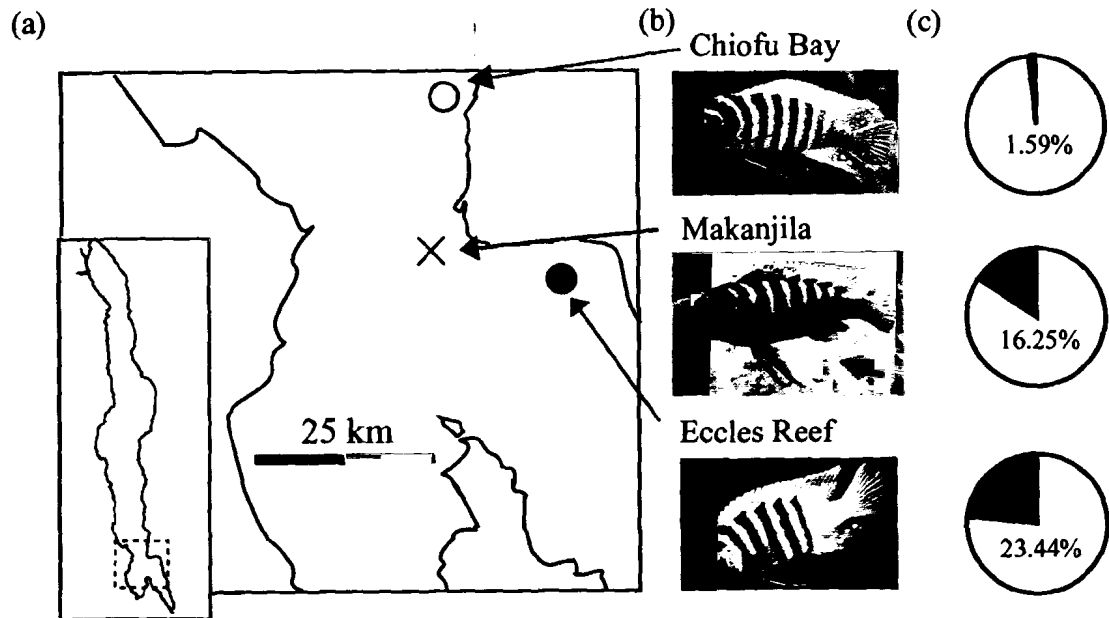 (a)
(b)
(c)
Chiofu Bay
1.59%
Makanjila
16.25%
25 km
Eccles Reef
23.44%